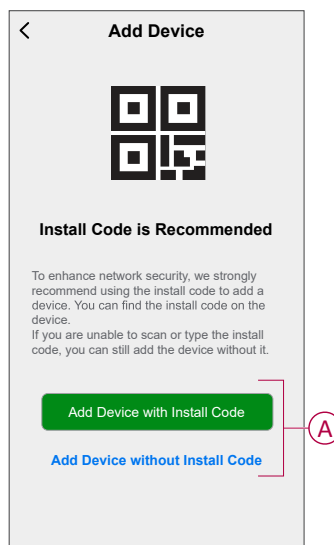 Add Device
Install Code is Recommended
To enhance network security, we strongly
recommend using the install code to add a
device. You can find the install code on the
device.
If you are unable to scan or type the install
code, you can still add the device without it.
Add Device with Install Code
A
Add Device without Install Code